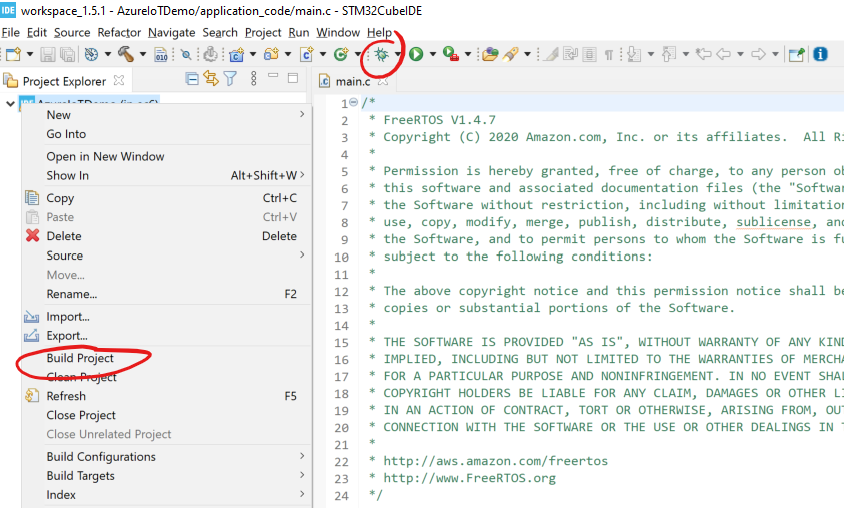 IDE workspace_1.5.1 - AzureIoTDemo/application_code/main.c - STM32CubeIDE
File Edit Source Refactor Navigate Search Project Run Window Help
Project Explorer
main.c
IDE AzureIoTDemo (in
New
Go Into
Open in New Window
Show In Alt+Shift+W
Copy Ctrl+C
Paste Ctrl+V
Delete Delete
Source
Move...
Rename... F2
Import...
Export...
Build Project
Clean Project
Refresh F5
Close Project
Close Unrelated Project
Build Configurations
Build Targets
Index
1 /*
2 * FreeRTOS V1.4.7
3 * Copyright (C) 2020 Amazon.com, Inc. or its affiliates. All Ri
4 *
5 * Permission is hereby granted, free of charge, to any person ob
6 * this software and associated documentation files (the "Softwar
7 * the Software without restriction, including without limitation
8 * use, copy, modify, merge, publish, distribute, sublicense, and
9 * the Software, and to permit persons to whom the Software is fu
10 * subject to the following conditions:
11 *
12 * The above copyright notice and this permission notice shall be
13 * copies or substantial portions of the Software.
14 *
15 * THE SOFTWARE IS PROVIDED "AS IS", WITHOUT WARRANTY OF ANY KIND
16 * IMPLIED, INCLUDING BUT NOT LIMITED TO THE WARRANTIES OF MERCHA
17 * FOR A PARTICULAR PURPOSE AND NONINFRINGEMENT. IN NO EVENT SHAL
18 * COPYRIGHT HOLDERS BE LIABLE FOR ANY CLAIM, DAMAGES OR OTHER LI
19 * IN AN ACTION OF CONTRACT, TORT OR OTHERWISE, ARISING FROM, OUT
20 * CONNECTION WITH THE SOFTWARE OR THE USE OR OTHER DEALINGS IN T
21 *
22 * http://aws.amazon.com/freertos
23 * http://www.FreeRTOS.org
24 */